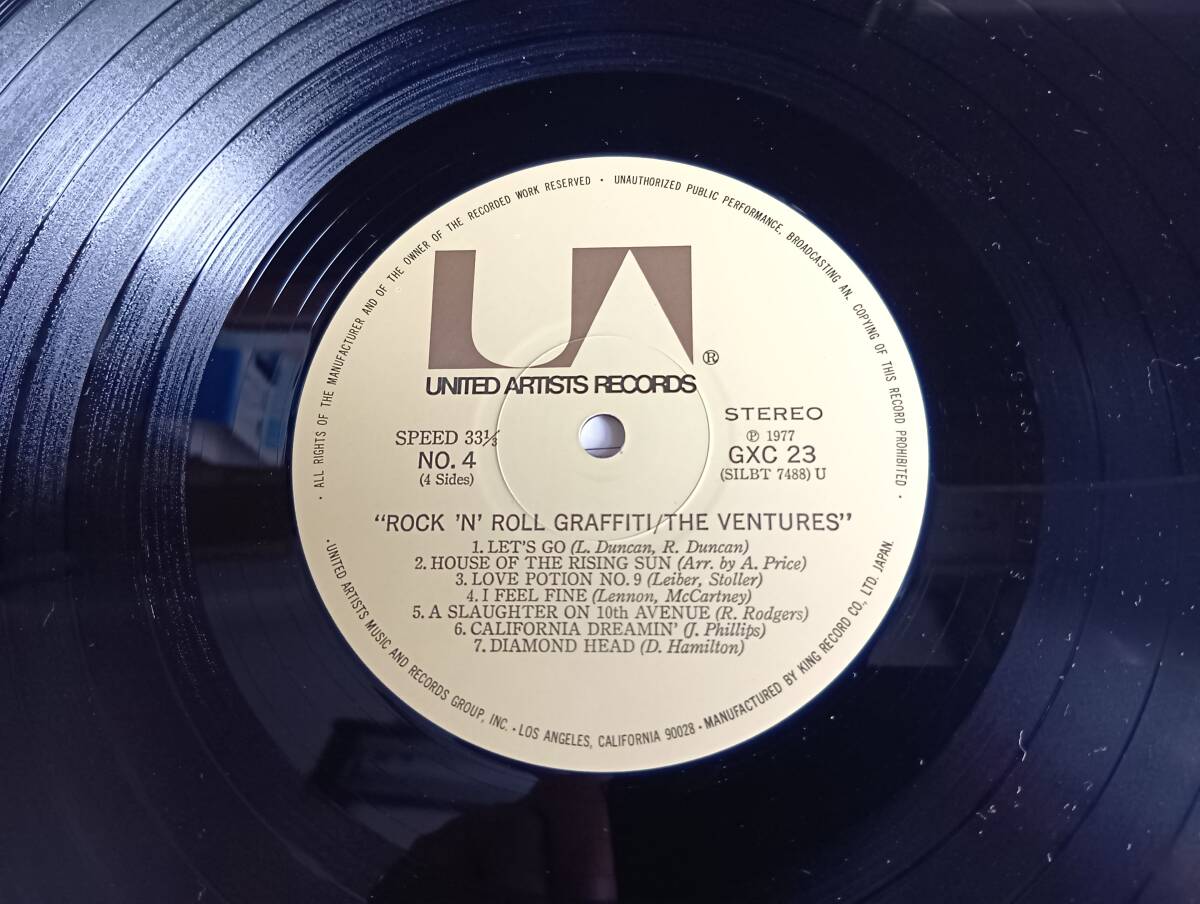 · ALL RIGHTS OF THE MANUFACTURER AND OF THE OWNER OF THE RECORDED WORK RESERVED · UNAUTHORIZED PUBLIC PERFORMANCE, BROADCASTING AN. COPYING OF THIS RECORD PROHIBITED ·
UA ®
UNITED ARTISTS RECORDS
SPEED 33⅓
NO. 4
(4 Sides)
STEREO
Ⓟ 1977
GXC 23
(SILBT 7488) U
"ROCK 'N' ROLL GRAFFITI/THE VENTURES"
1. LET'S GO (L. Duncan, R. Duncan)
2. HOUSE OF THE RISING SUN (Arr. by A. Price)
3. LOVE POTION NO. 9 (Leiber, Stoller)
4. I FEEL FINE (Lennon, McCartney)
5. A SLAUGHTER ON 10th AVENUE (R. Rodgers)
6. CALIFORNIA DREAMIN' (J. Phillips)
7. DIAMOND HEAD (D. Hamilton)
· UNITED ARTISTS MUSIC AND RECORDS GROUP, INC. · LOS ANGELES, CALIFORNIA 90028 · MANUFACTURED BY KING RECORD CO., LTD. JAPAN.